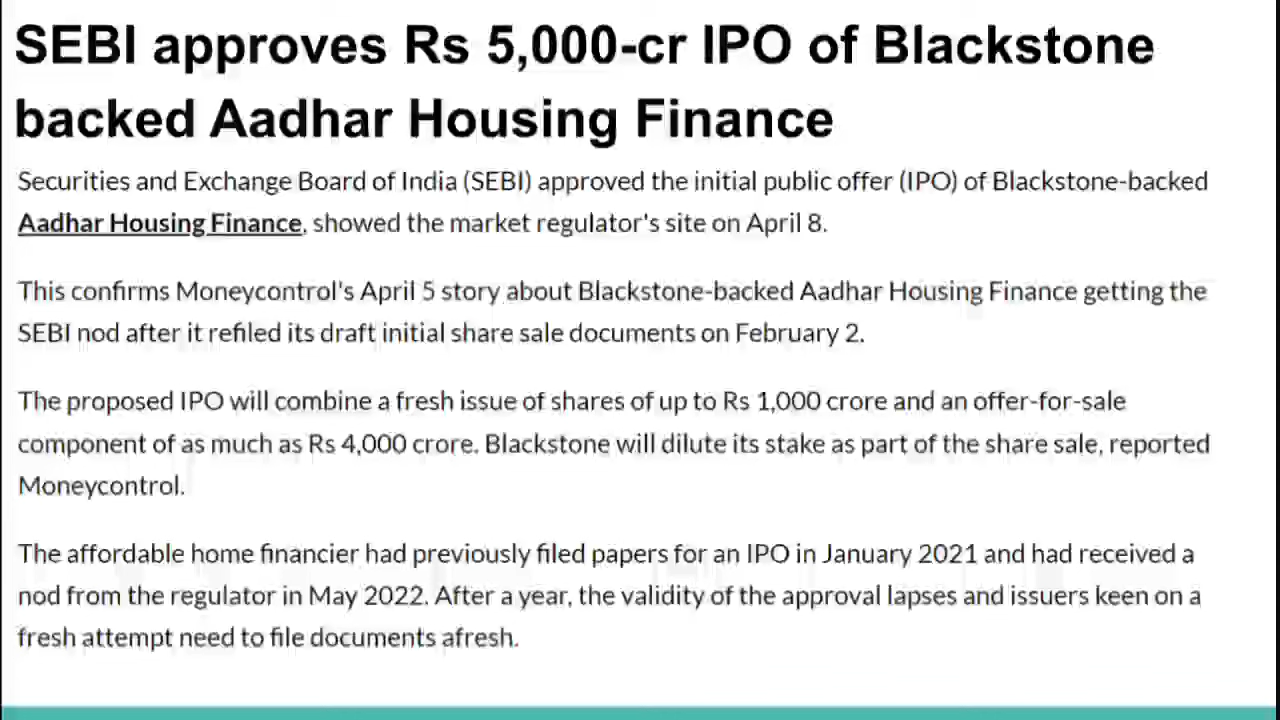 SEBI approves Rs 5,000-cr IPO of Blackstone
backed Aadhar Housing Finance
Securities and Exchange Board of India (SEBI) approved the initial public offer (IPO) of Blackstone-backed
Aadhar Housing Finance, showed the market regulator's site on April 8.
This confirms Moneycontrol's April 5 story about Blackstone-backed Aadhar Housing Finance getting the
SEBI nod after it refiled its draft initial share sale documents on February 2.
The proposed IPO will combine a fresh issue of shares of up to Rs 1,000 crore and an offer-for-sale
component of as much as Rs 4,000 crore. Blackstone will dilute its stake as part of the share sale, reported
Moneycontrol.
The affordable home financier had previously filed papers for an IPO in January 2021 and had received a
nod from the regulator in May 2022. After a year, the validity of the approval lapses and issuers keen on a
fresh attempt need to file documents afresh.